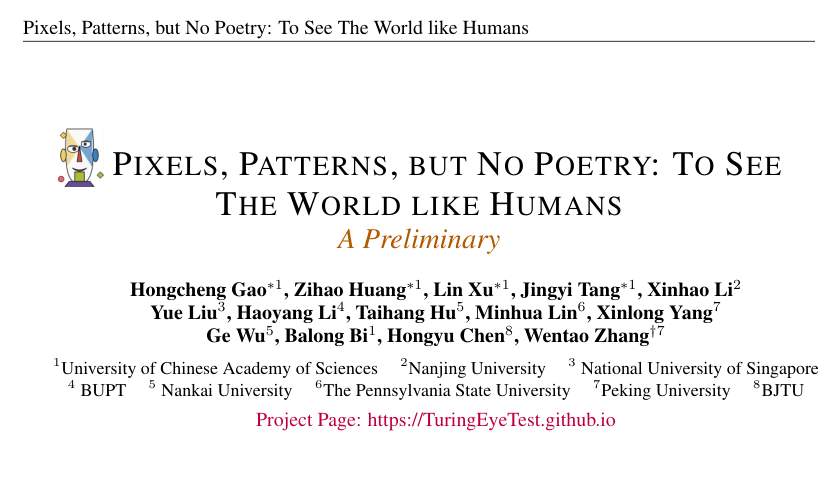 Pixels, Patterns, but No Poetry: To See The World like Humans
PIXELS, PATTERNS, BUT NO POETRY: TO SEE
THE WORLD LIKE HUMANS
A Preliminary
Hongcheng Gao*1, Zihao Huang*1, Lin Xu*1, Jingyi Tang*1, Xinhao Li2
Yue Liu3, Haoyang Li4, Taihang Hu5, Minhua Lin6, Xinlong Yang7
Ge Wu5, Balong Bi1, Hongyu Chen8, Wentao Zhang†7
1University of Chinese Academy of Sciences 2Nanjing University 3 National University of Singapore
4 BUPT 5 Nankai University 6The Pennsylvania State University 7Peking University 8BJTU
Project Page: https://TuringEyeTest.github.io